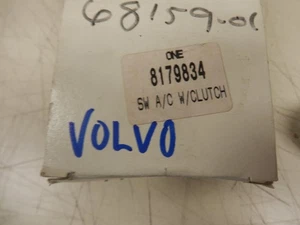 68159-01
ONE
8179834
SW A/C W/CLUTCH
VOLVO